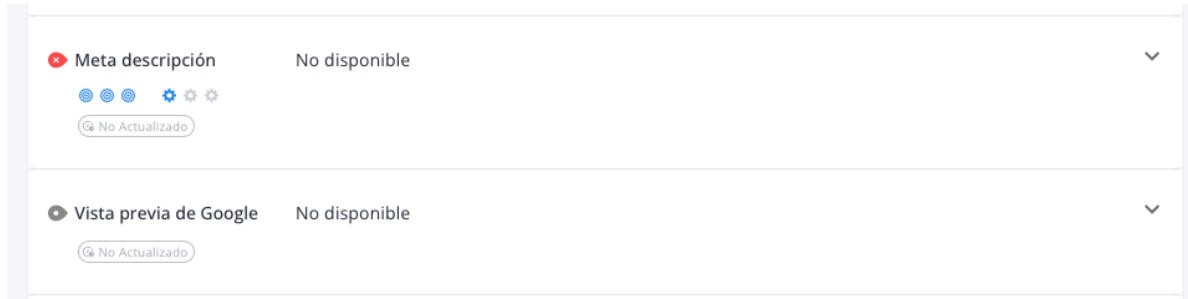 Meta descripción No disponible
No Actualizado
Vista previa de Google No disponible
No Actualizado